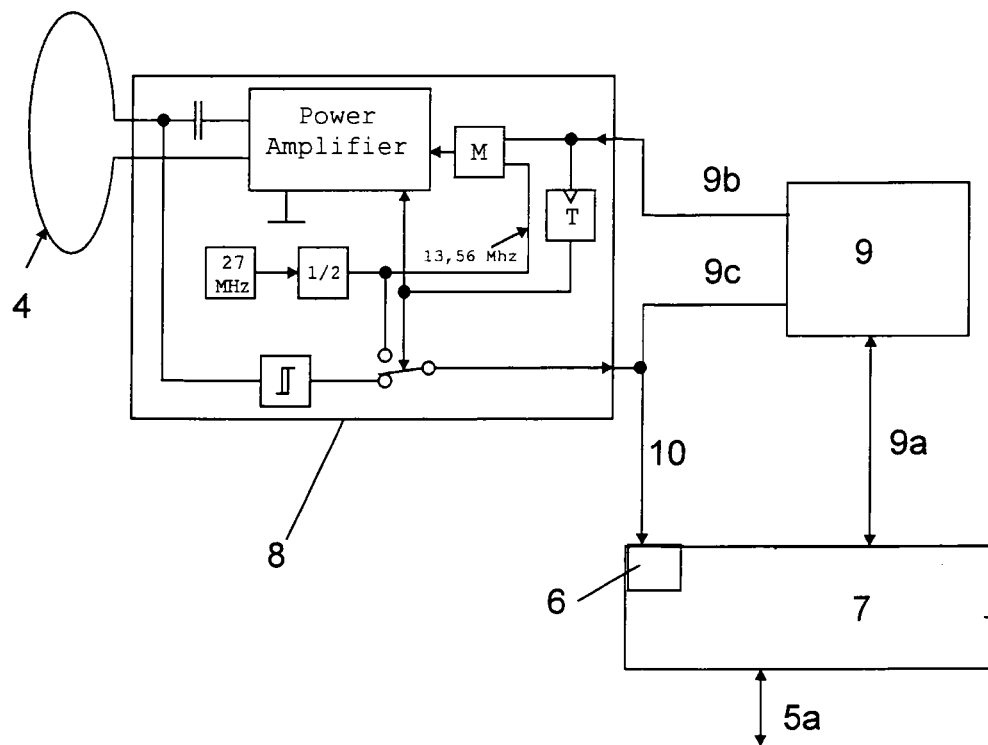 Power
Amplifier
M
T
9b
9
9c
13,56 Mhz
27
MHz
1/2
4
10
9a
8
6
7
5a